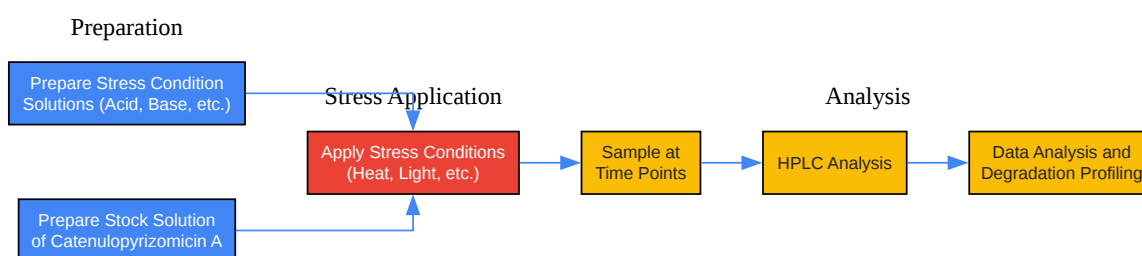 Preparation
Prepare Stress Condition
Solutions (Acid, Base, etc.)
Stress Application
Analysis
Apply Stress Conditions
(Heat, Light, etc.)
Sample at
Time Points
HPLC Analysis
Data Analysis and
Degradation Profiling
Prepare Stock Solution
of Catenulopyrizomicin A